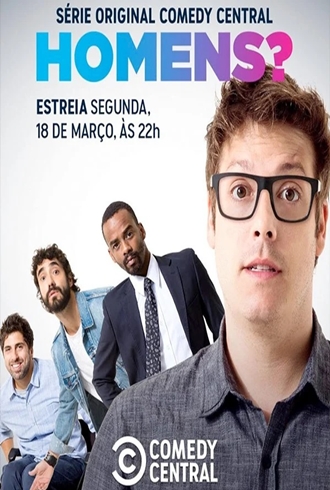 SÉRIE ORIGINAL COMEDY CENTRAL
HOMENS?
ESTREIA SEGUNDA,
18 DE MARÇO, ÀS 22h
COMEDY
CENTRAL